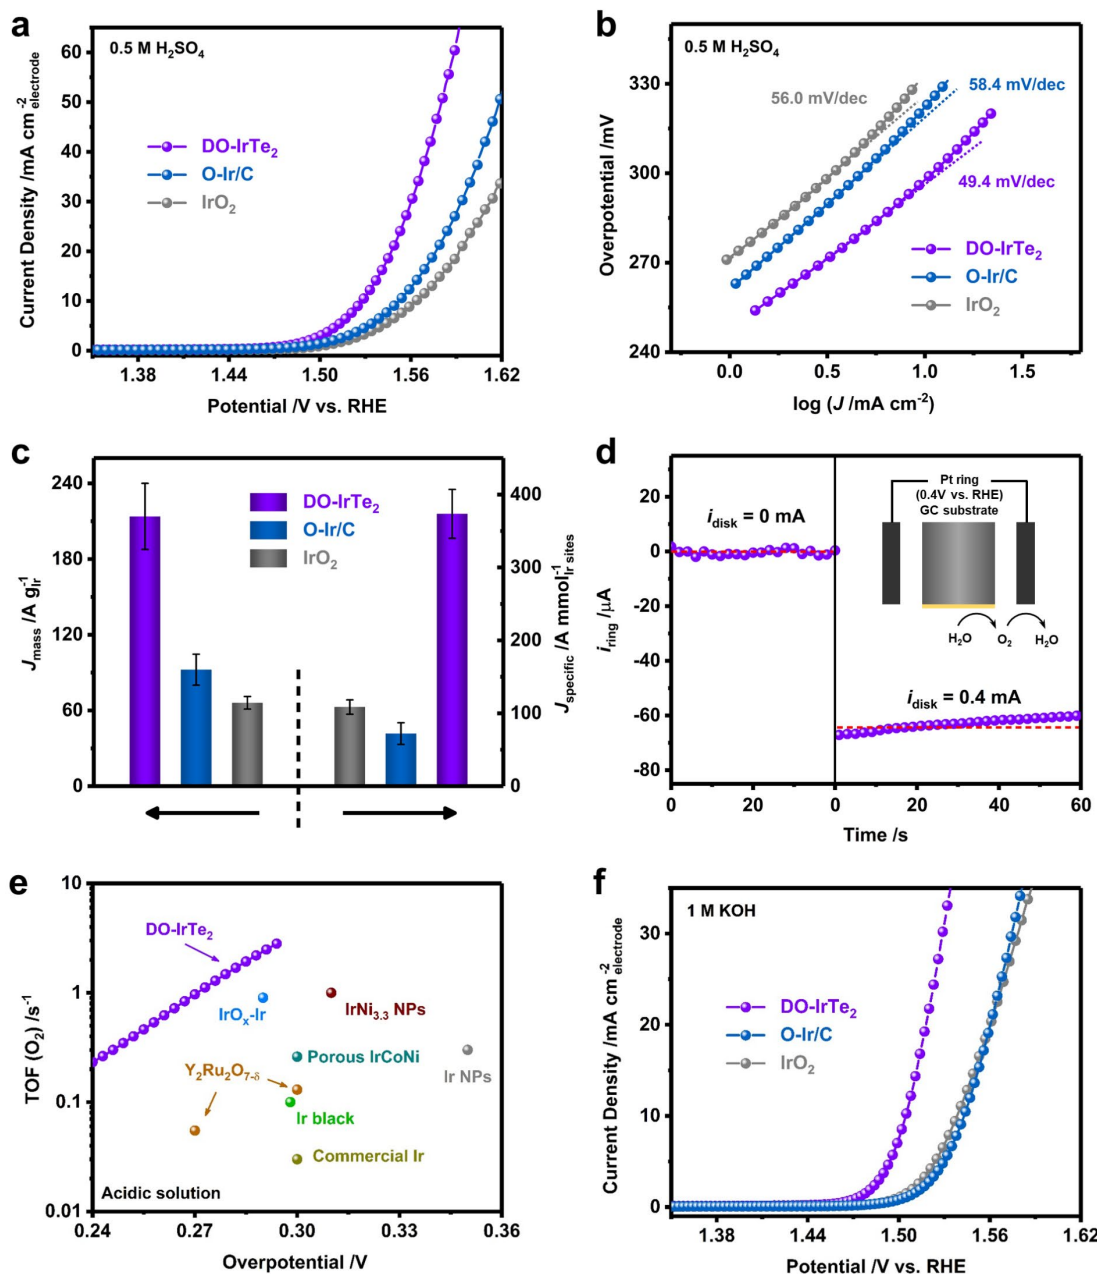 a
0.5 M H₂SO₄
DO-IrTe₂
O-Ir/C
IrO₂
Current Density /mA cm⁻²electrode
60
50
40
30
20
10
0
1.38 1.44 1.50 1.56 1.62
Potential /V vs. RHE
b
0.5 M H₂SO₄
56.0 mV/dec
58.4 mV/dec
49.4 mV/dec
DO-IrTe₂
O-Ir/C
IrO₂
Overpotential /mV
330
300
270
240
0.0 0.5 1.0 1.5
log (J /mA cm⁻²)
c
DO-IrTe₂
O-Ir/C
IrO₂
Jmass /A g⁻¹Ir
240
180
120
60
0
400
300
200
100
0
Jspecific /A mmol⁻¹Ir sites
d
idisk = 0 mA
Pt ring
(0.4V vs. RHE)
GC substrate
H₂O O₂ H₂O
idisk = 0.4 mA
iring /μA
20
0
-20
-40
-60
-80
0 20 0 20 40 60
Time /s
e
DO-IrTe₂
IrOₓ-Ir
IrNi₃.₃ NPs
Porous IrCoNi
Ir NPs
Y₂Ru₂O₇₋δ
Ir black
Commercial Ir
Acidic solution
TOF (O₂) /s⁻¹
10
1
0.1
0.01
0.24 0.27 0.30 0.33 0.36
Overpotential /V
f
1 M KOH
DO-IrTe₂
O-Ir/C
IrO₂
Current Density /mA cm⁻²electrode
30
20
10
0
1.38 1.44 1.50 1.56 1.62
Potential /V vs. RHE